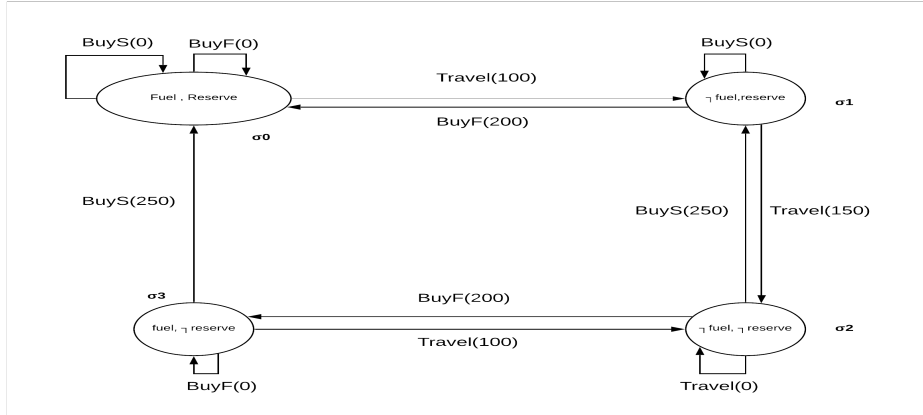 BuyS(0)
BuyF(0)
BuyS(0)
Fuel , Reserve
Travel(100)
┐ fuel,reserve
σ1
BuyF(200)
σ0
BuyS(250)
BuyS(250)
Travel(150)
σ3
BuyF(200)
fuel, ┐ reserve
┐ fuel, ┐ reserve
σ2
Travel(100)
BuyF(0)
Travel(0)